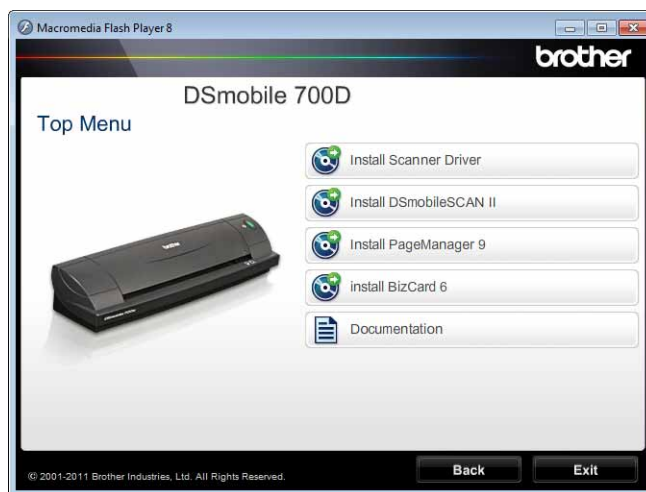 Macromedia Flash Player 8
brother
DSmobile 700D
Top Menu
Install Scanner Driver
Install DSmobileSCAN II
Install PageManager 9
install BizCard 6
Documentation
brother
© 2001-2011 Brother Industries, Ltd. All Rights Reserved.
Back
Exit